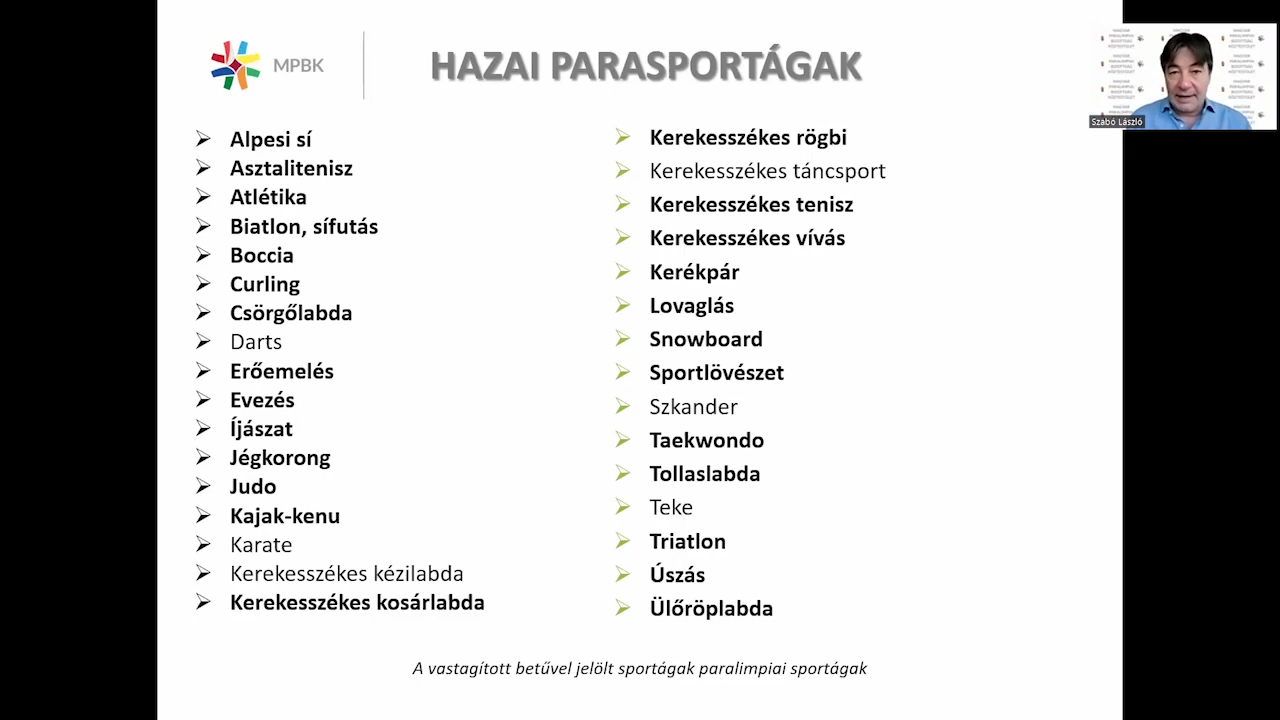 MPBK
HAZAI PARASPORTÁGAK
Alpesi sí
Asztalitenisz
Atlétika
Biatlon, sífutás
Boccia
Curling
Csörgőlabda
Darts
Erőemelés
Evezés
Íjászat
Jégkorong
Judo
Kajak-kenu
Karate
Kerekesszékes kézilabda
Kerekesszékes kosárlabda
Kerekesszékes rögbi
Kerekesszékes táncsport
Kerekesszékes tenisz
Kerekesszékes vívás
Kerékpár
Lovaglás
Snowboard
Sportlövészet
Szkander
Taekwondo
Tollaslabda
Teke
Triatlon
Úszás
Ülőröplabda
A vastagított betűvel jelölt sportágak paralimpiai sportágak
Szabó László